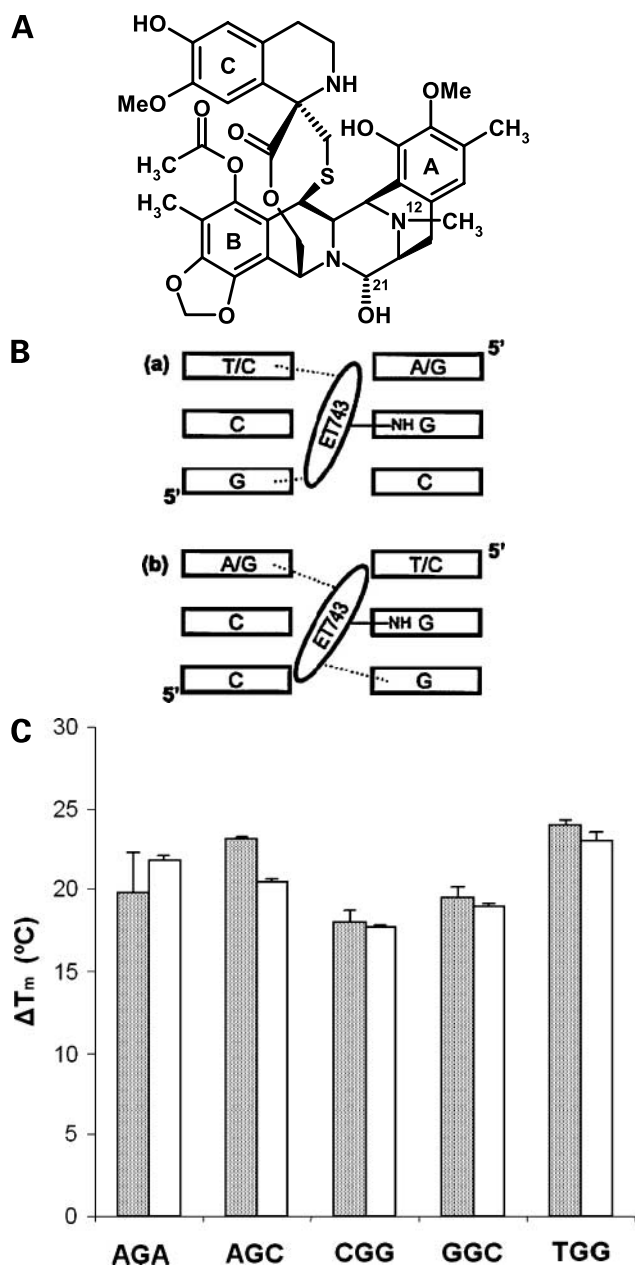 A
HO
C
NH
MeO
O
O
H3C
O
H3C
B
O
O
O
S
HO
OMe
CH3
A
12
N
CH3
N
21
OH
B
(a)
T/C
A/G
5'
C
ET743
NH G
5'
G
C
(b)
A/G
T/C
5'
C
ET743
NH G
5'
C
G
C
ΔTm (ºC)
30
25
20
15
10
5
0
AGA AGC CGG GGC TGG